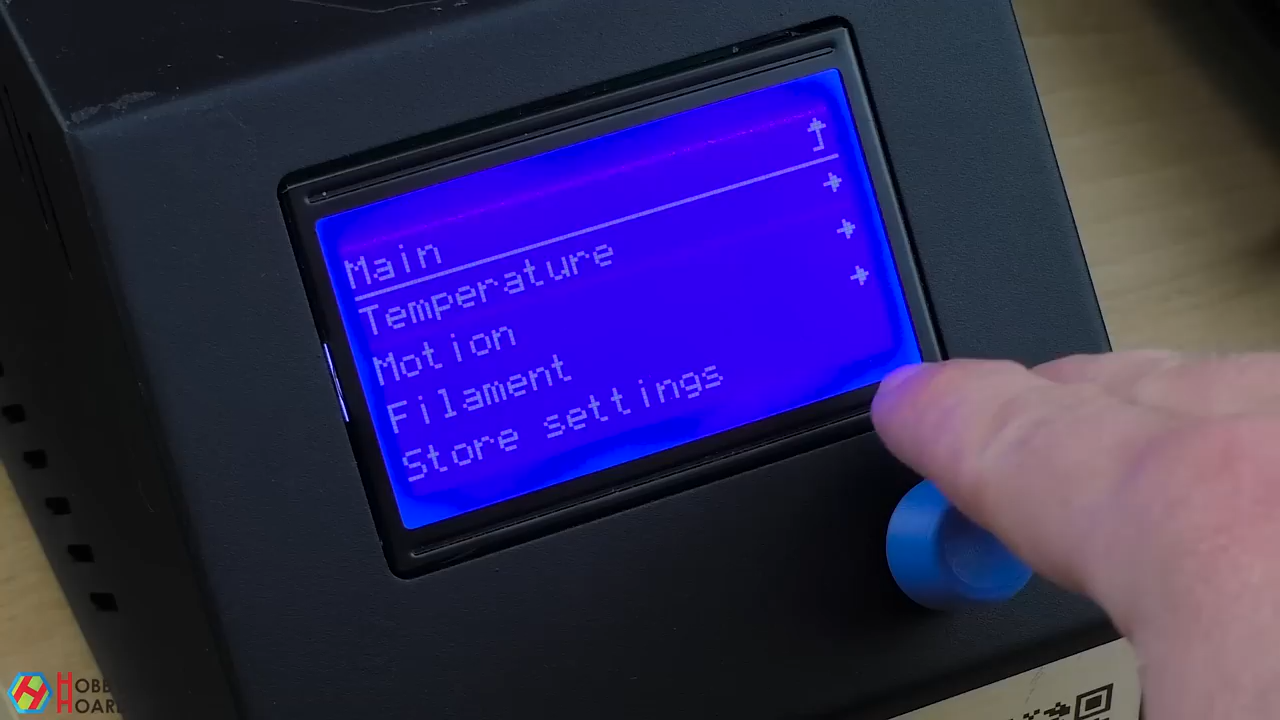 Main
Temperature
Motion
Filament
Store settings